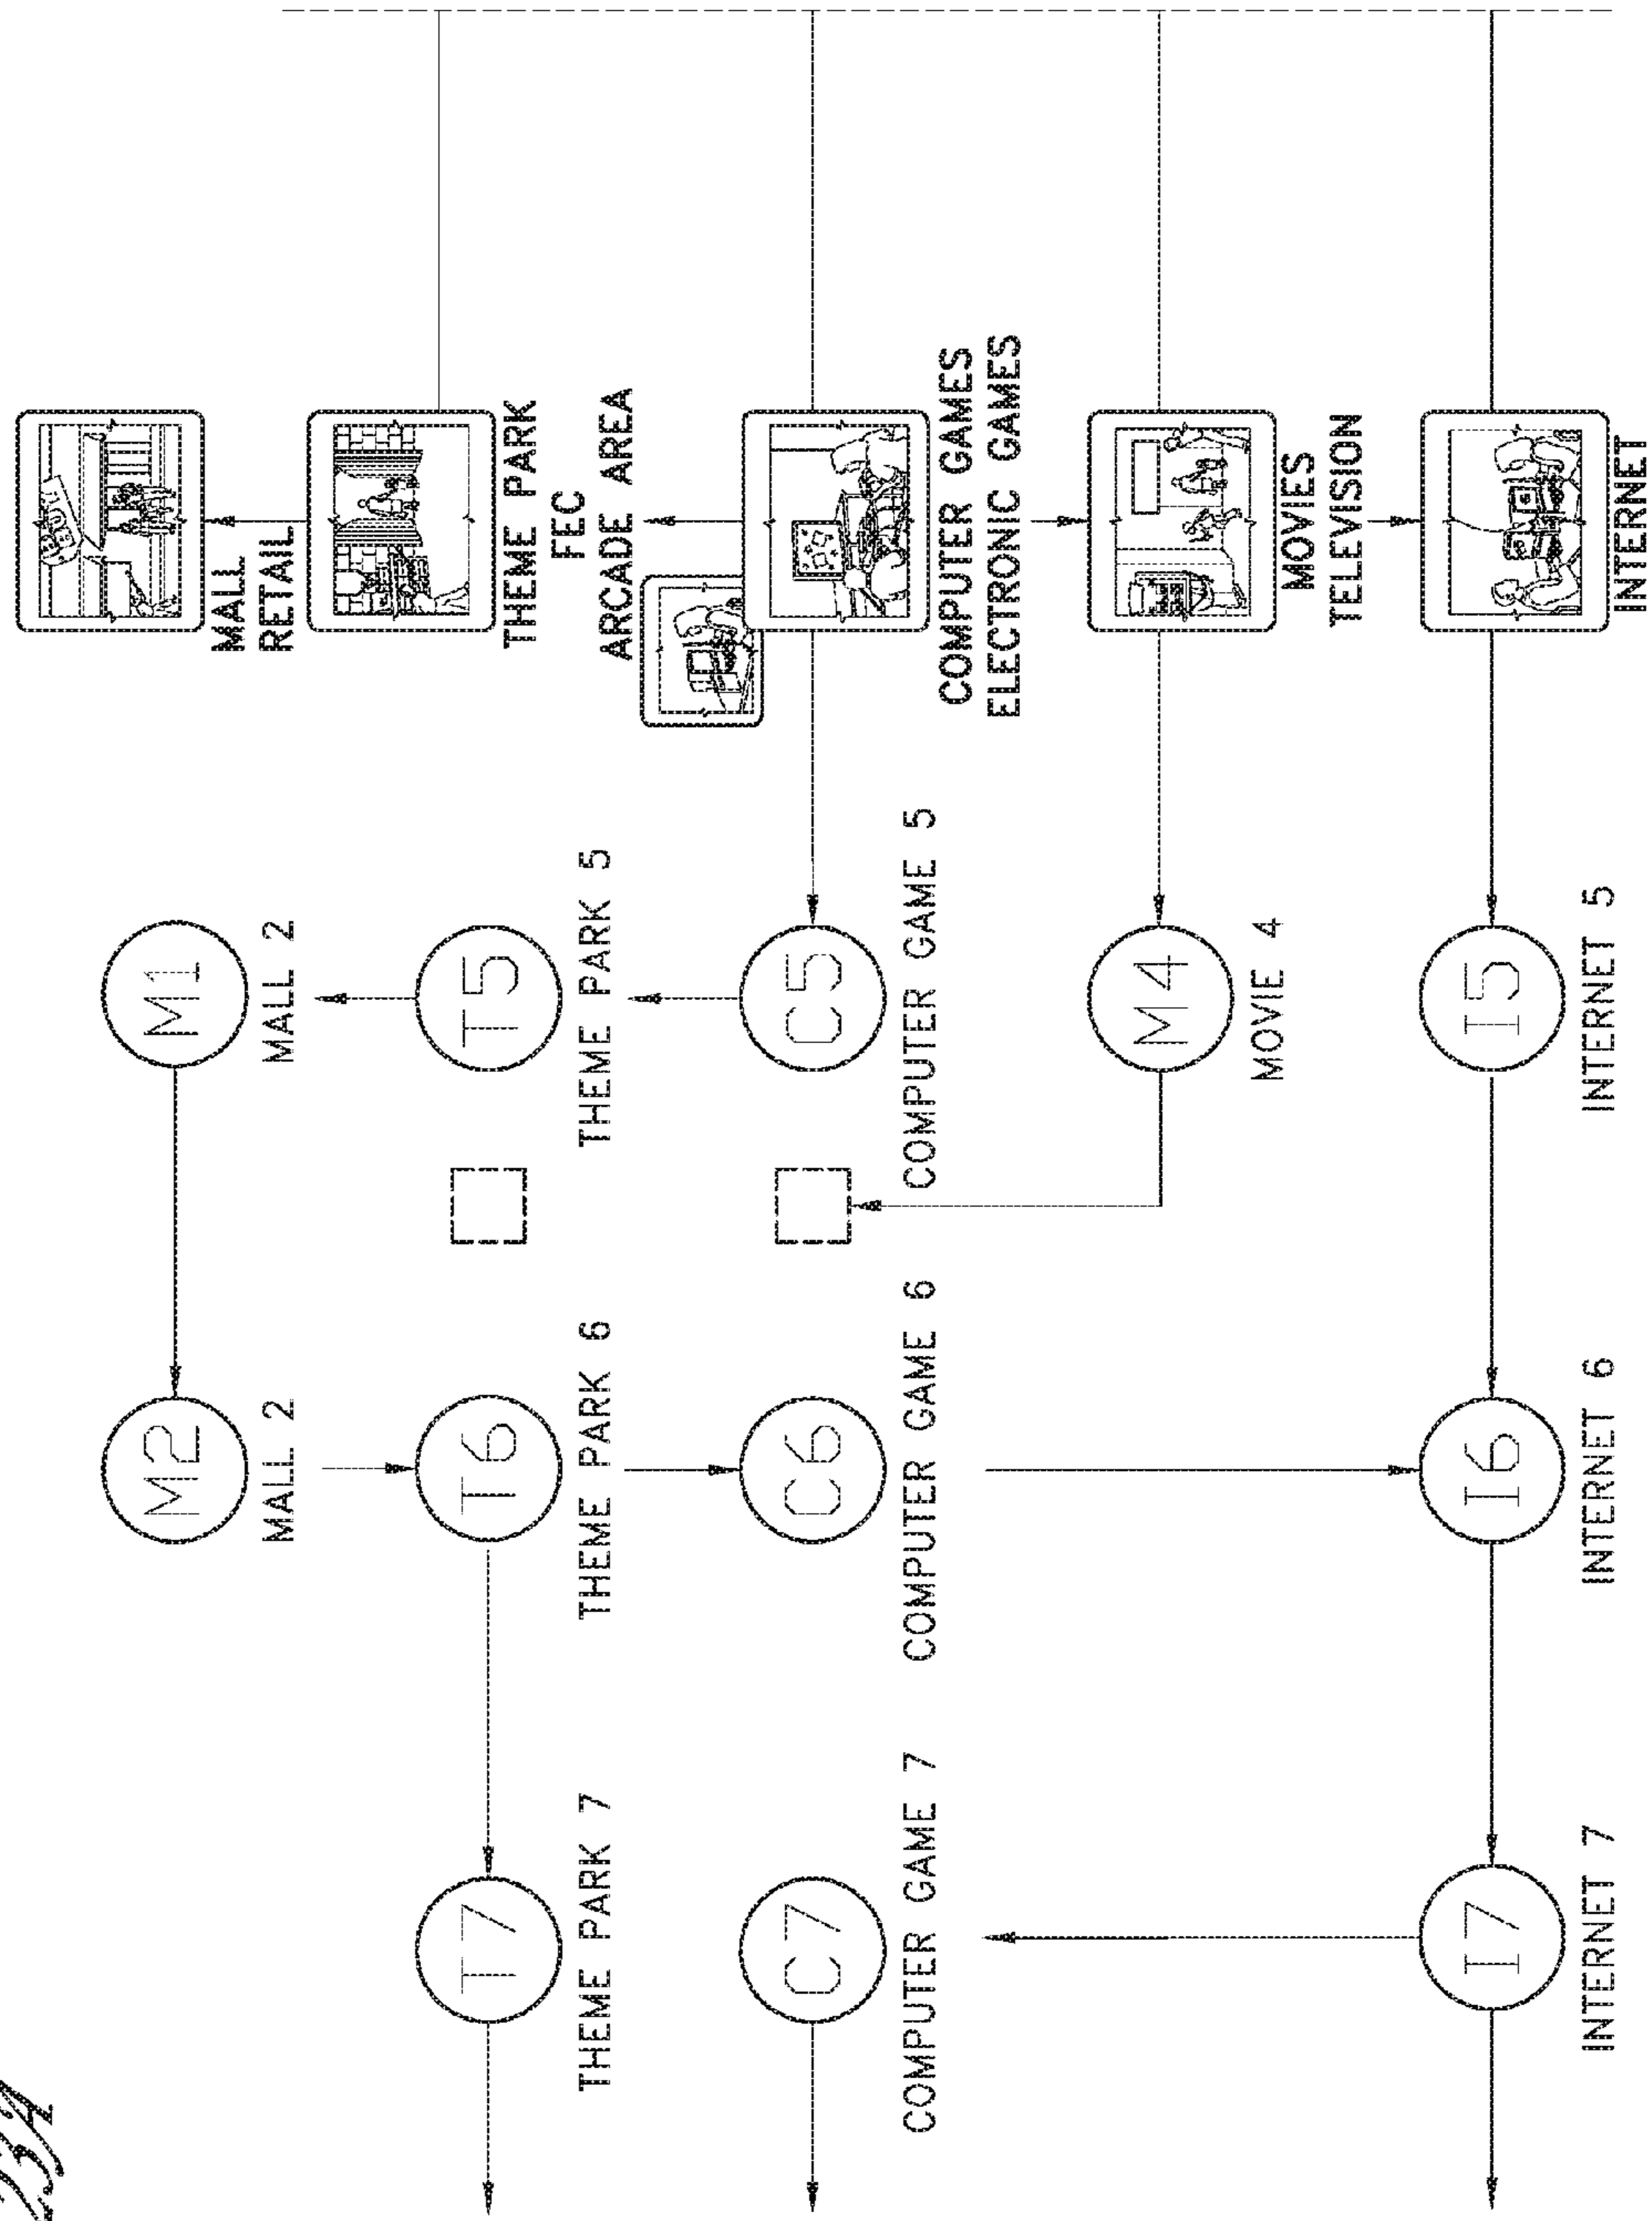 MALL
RETAIL
THEME PARK
FEC
ARCADE AREA
COMPUTER GAMES
ELECTRONIC GAMES
MOVIES
TELEVISION
INTERNET
M1
MALL 2
T5
THEME PARK 5
C5
COMPUTER GAME 5
M4
MOVIE 4
I5
INTERNET 5
M2
MALL 2
T6
THEME PARK 6
C6
COMPUTER GAME 6
I6
INTERNET 6
T7
THEME PARK 7
C7
COMPUTER GAME 7
I7
INTERNET 7
23A